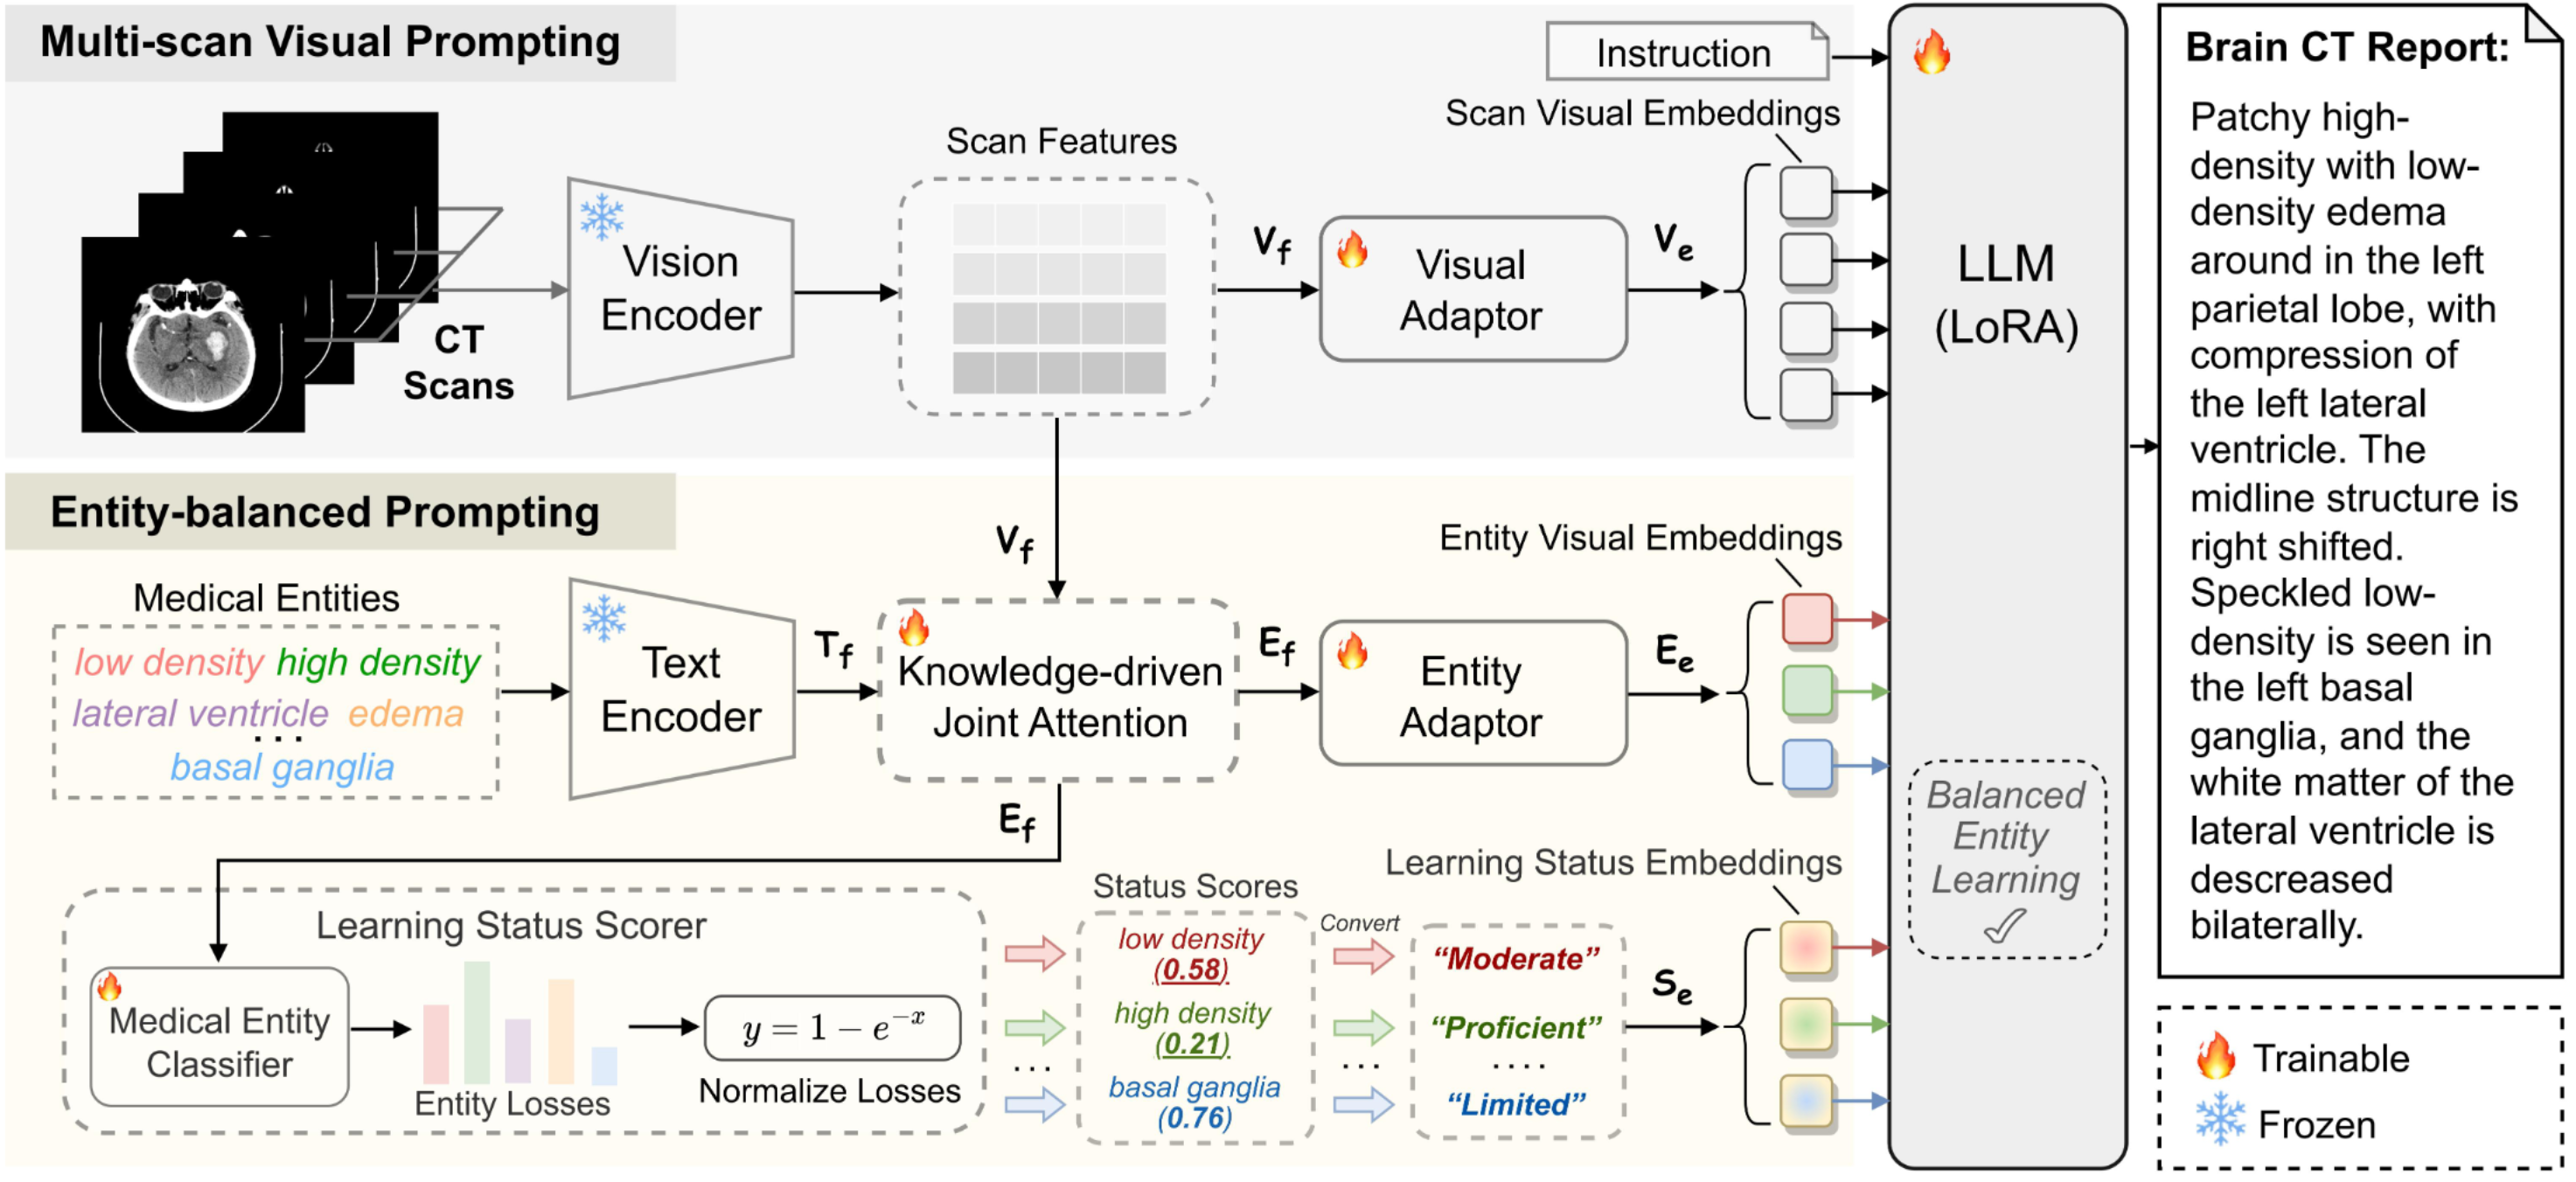 Multi-scan Visual Prompting
Instruction
Scan Visual Embeddings
Scan Features
CT
Scans
Vision
Encoder
V_f
Visual
Adaptor
V_e
LLM
(LoRA)
Entity-balanced Prompting
V_f
Entity Visual Embeddings
Medical Entities
low density high density
lateral ventricle edema
...
basal ganglia
Text
Encoder
T_f
Knowledge-driven
Joint Attention
E_f
Entity
Adaptor
E_e
E_f
Balanced
Entity
Learning
Learning Status Embeddings
Learning Status Scorer
Medical Entity
Classifier
Entity Losses
y = 1 − e^{−x}
Normalize Losses
Status Scores
low density
(0.58)
high density
(0.21)
...
basal ganglia
(0.76)
Convert
...
“Moderate”
“Proficient”
....
“Limited”
S_e
Brain CT Report:
Patchy high-
density with low-
density edema
around in the left
parietal lobe, with
compression of
the left lateral
ventricle. The
midline structure is
right shifted.
Speckled low-
density is seen in
the left basal
ganglia, and the
white matter of the
lateral ventricle is
descreased
bilaterally.
Trainable
Frozen